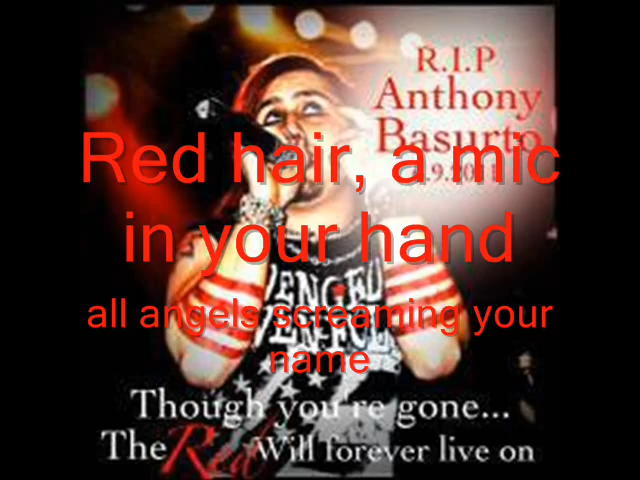 R.I.P
Anthony
Basurto
Red hair, a mic
in your hand
all angels screaming your
name
Though you're gone...
The Red Will forever live on